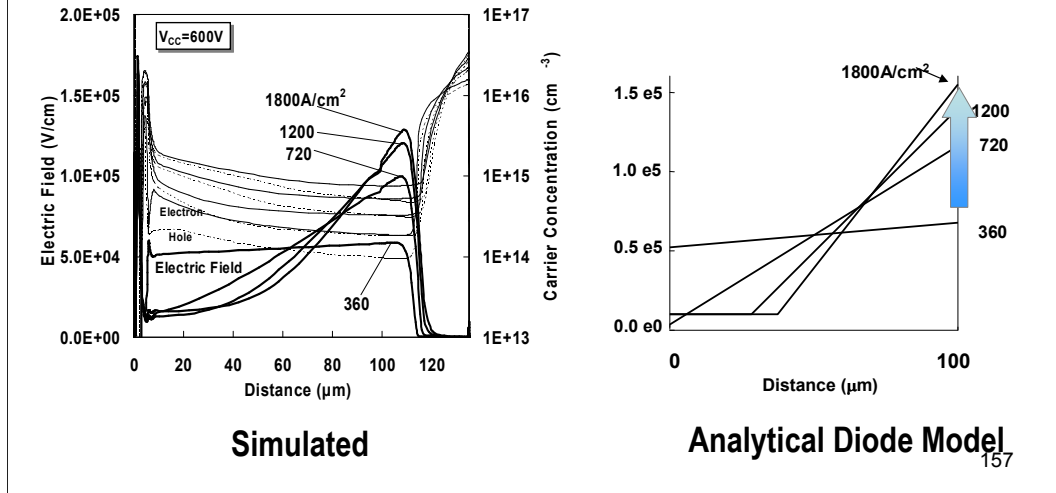 2.0E+05
1.5E+05
1.0E+05
5.0E+04
0.0E+00
Electric Field (V/cm)
V_CC=600V
1800A/cm²
1200
720
Electron
Hole
Electric Field
360
1E+17
1E+16
1E+15
1E+14
1E+13
Carrier Concentration (cm⁻³)
0 20 40 60 80 100 120
Distance (µm)
Simulated
1.5 e5
1.0 e5
0.5 e5
0.0 e0
1800A/cm²
1200
720
360
0 100
Distance (µm)
Analytical Diode Model
157